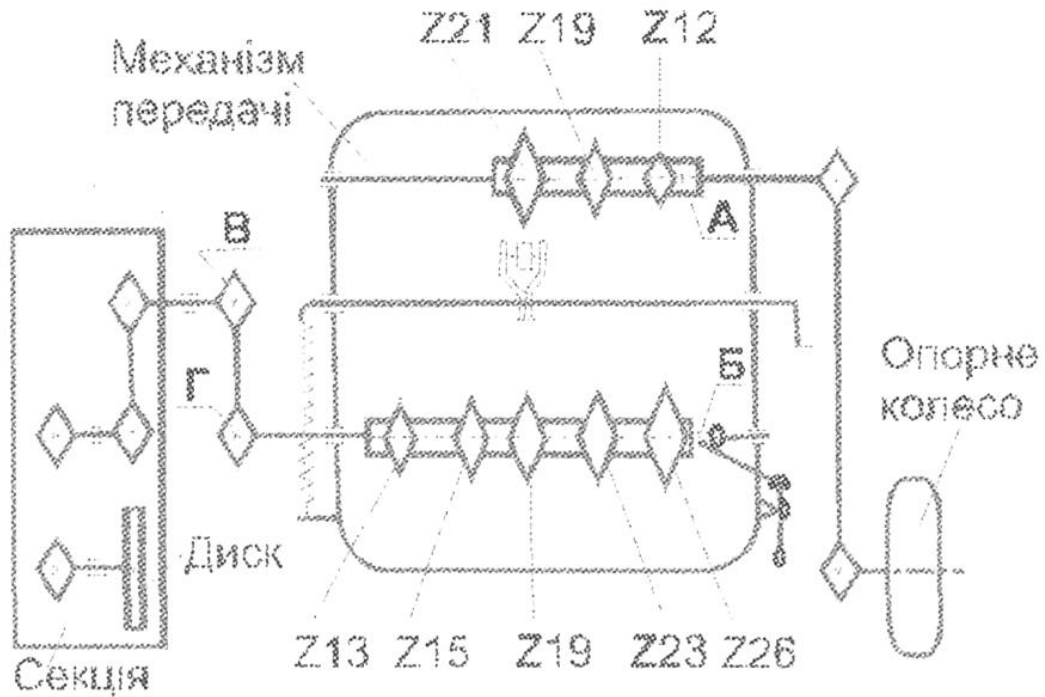 Z21 Z19 Z12
Механізм
передачі
А
В
Б
Г
Опорне
колесо
Диск
Z13 Z15 Z19 Z23 Z26
Секція